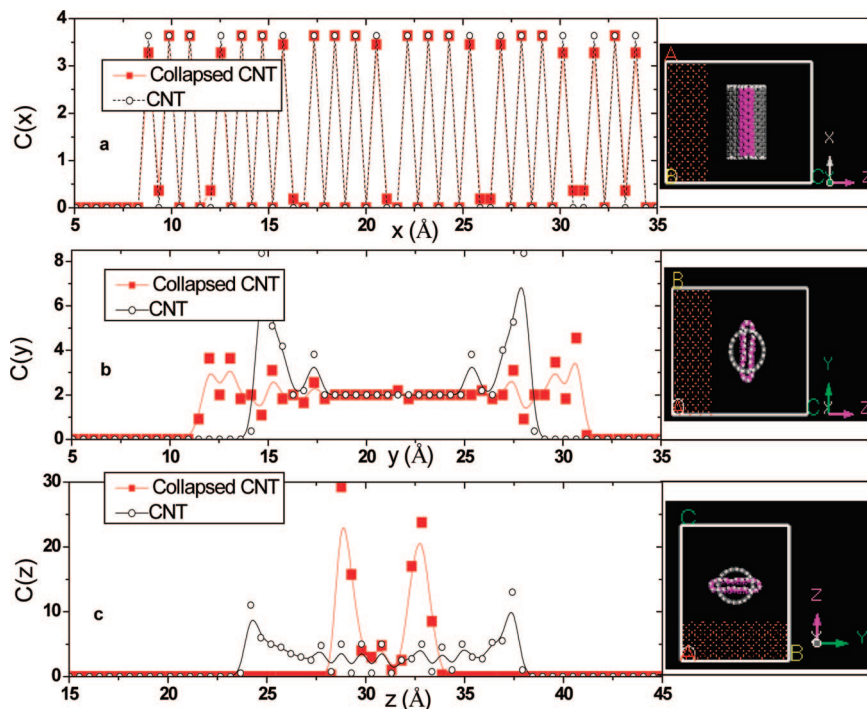 4
3
2
1
0
C(x)
Collapsed CNT
CNT
a
5 10 15 20 25 30 35
x (Å)
A
B
X
Z
8
6
4
2
0
C(y)
Collapsed CNT
CNT
b
5 10 15 20 25 30 35
y (Å)
B
C
Y
X
Z
30
20
10
0
C(z)
Collapsed CNT
CNT
c
15 20 25 30 35 40 45
z (Å)
C
A
B
Z
X
Y